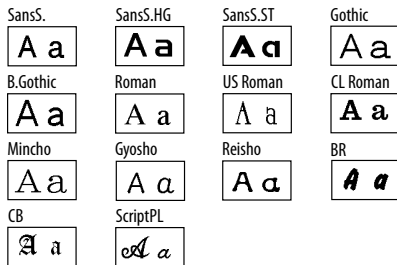 SansS. SansS.HG SansS.ST Gothic
A a A a A a A a
B.Gothic Roman US Roman CL Roman
A a A a A a A a
Mincho Gyosho Reisho BR
A a A a A a A a
CB ScriptPL
A a A a